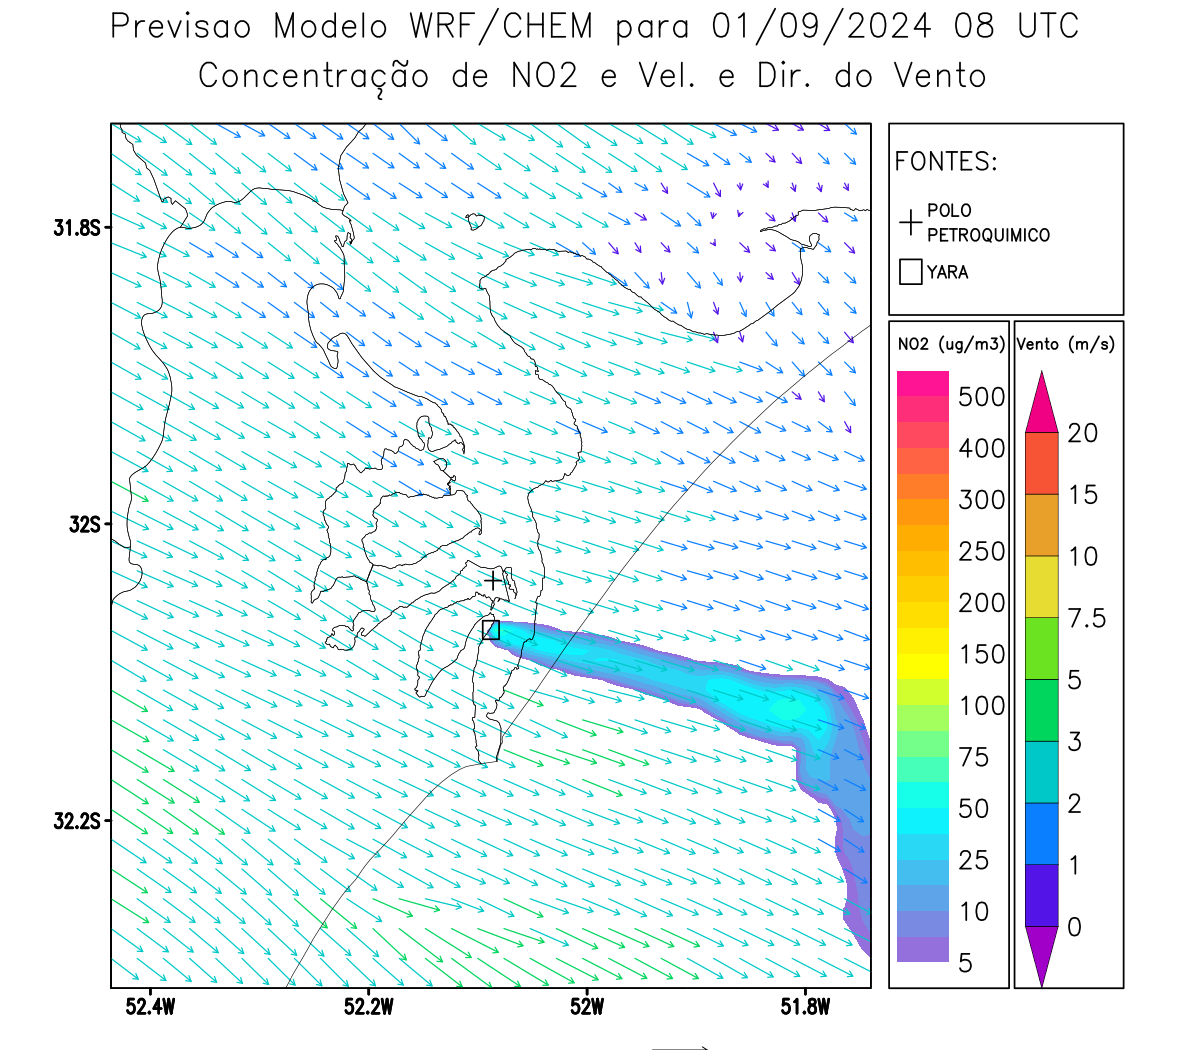 Previsao Modelo WRF/CHEM para 01/09/2024 08 UTC
Concentração de NO2 e Vel. e Dir. do Vento
FONTES:
POLO
PETROQUIMICO
YARA
31.8S
32S
32.2S
52.4W
52.2W
52W
51.8W
NO2 (ug/m3)
500
400
300
250
200
150
100
75
50
25
10
5
Vento (m/s)
20
15
10
7.5
5
3
2
1
0